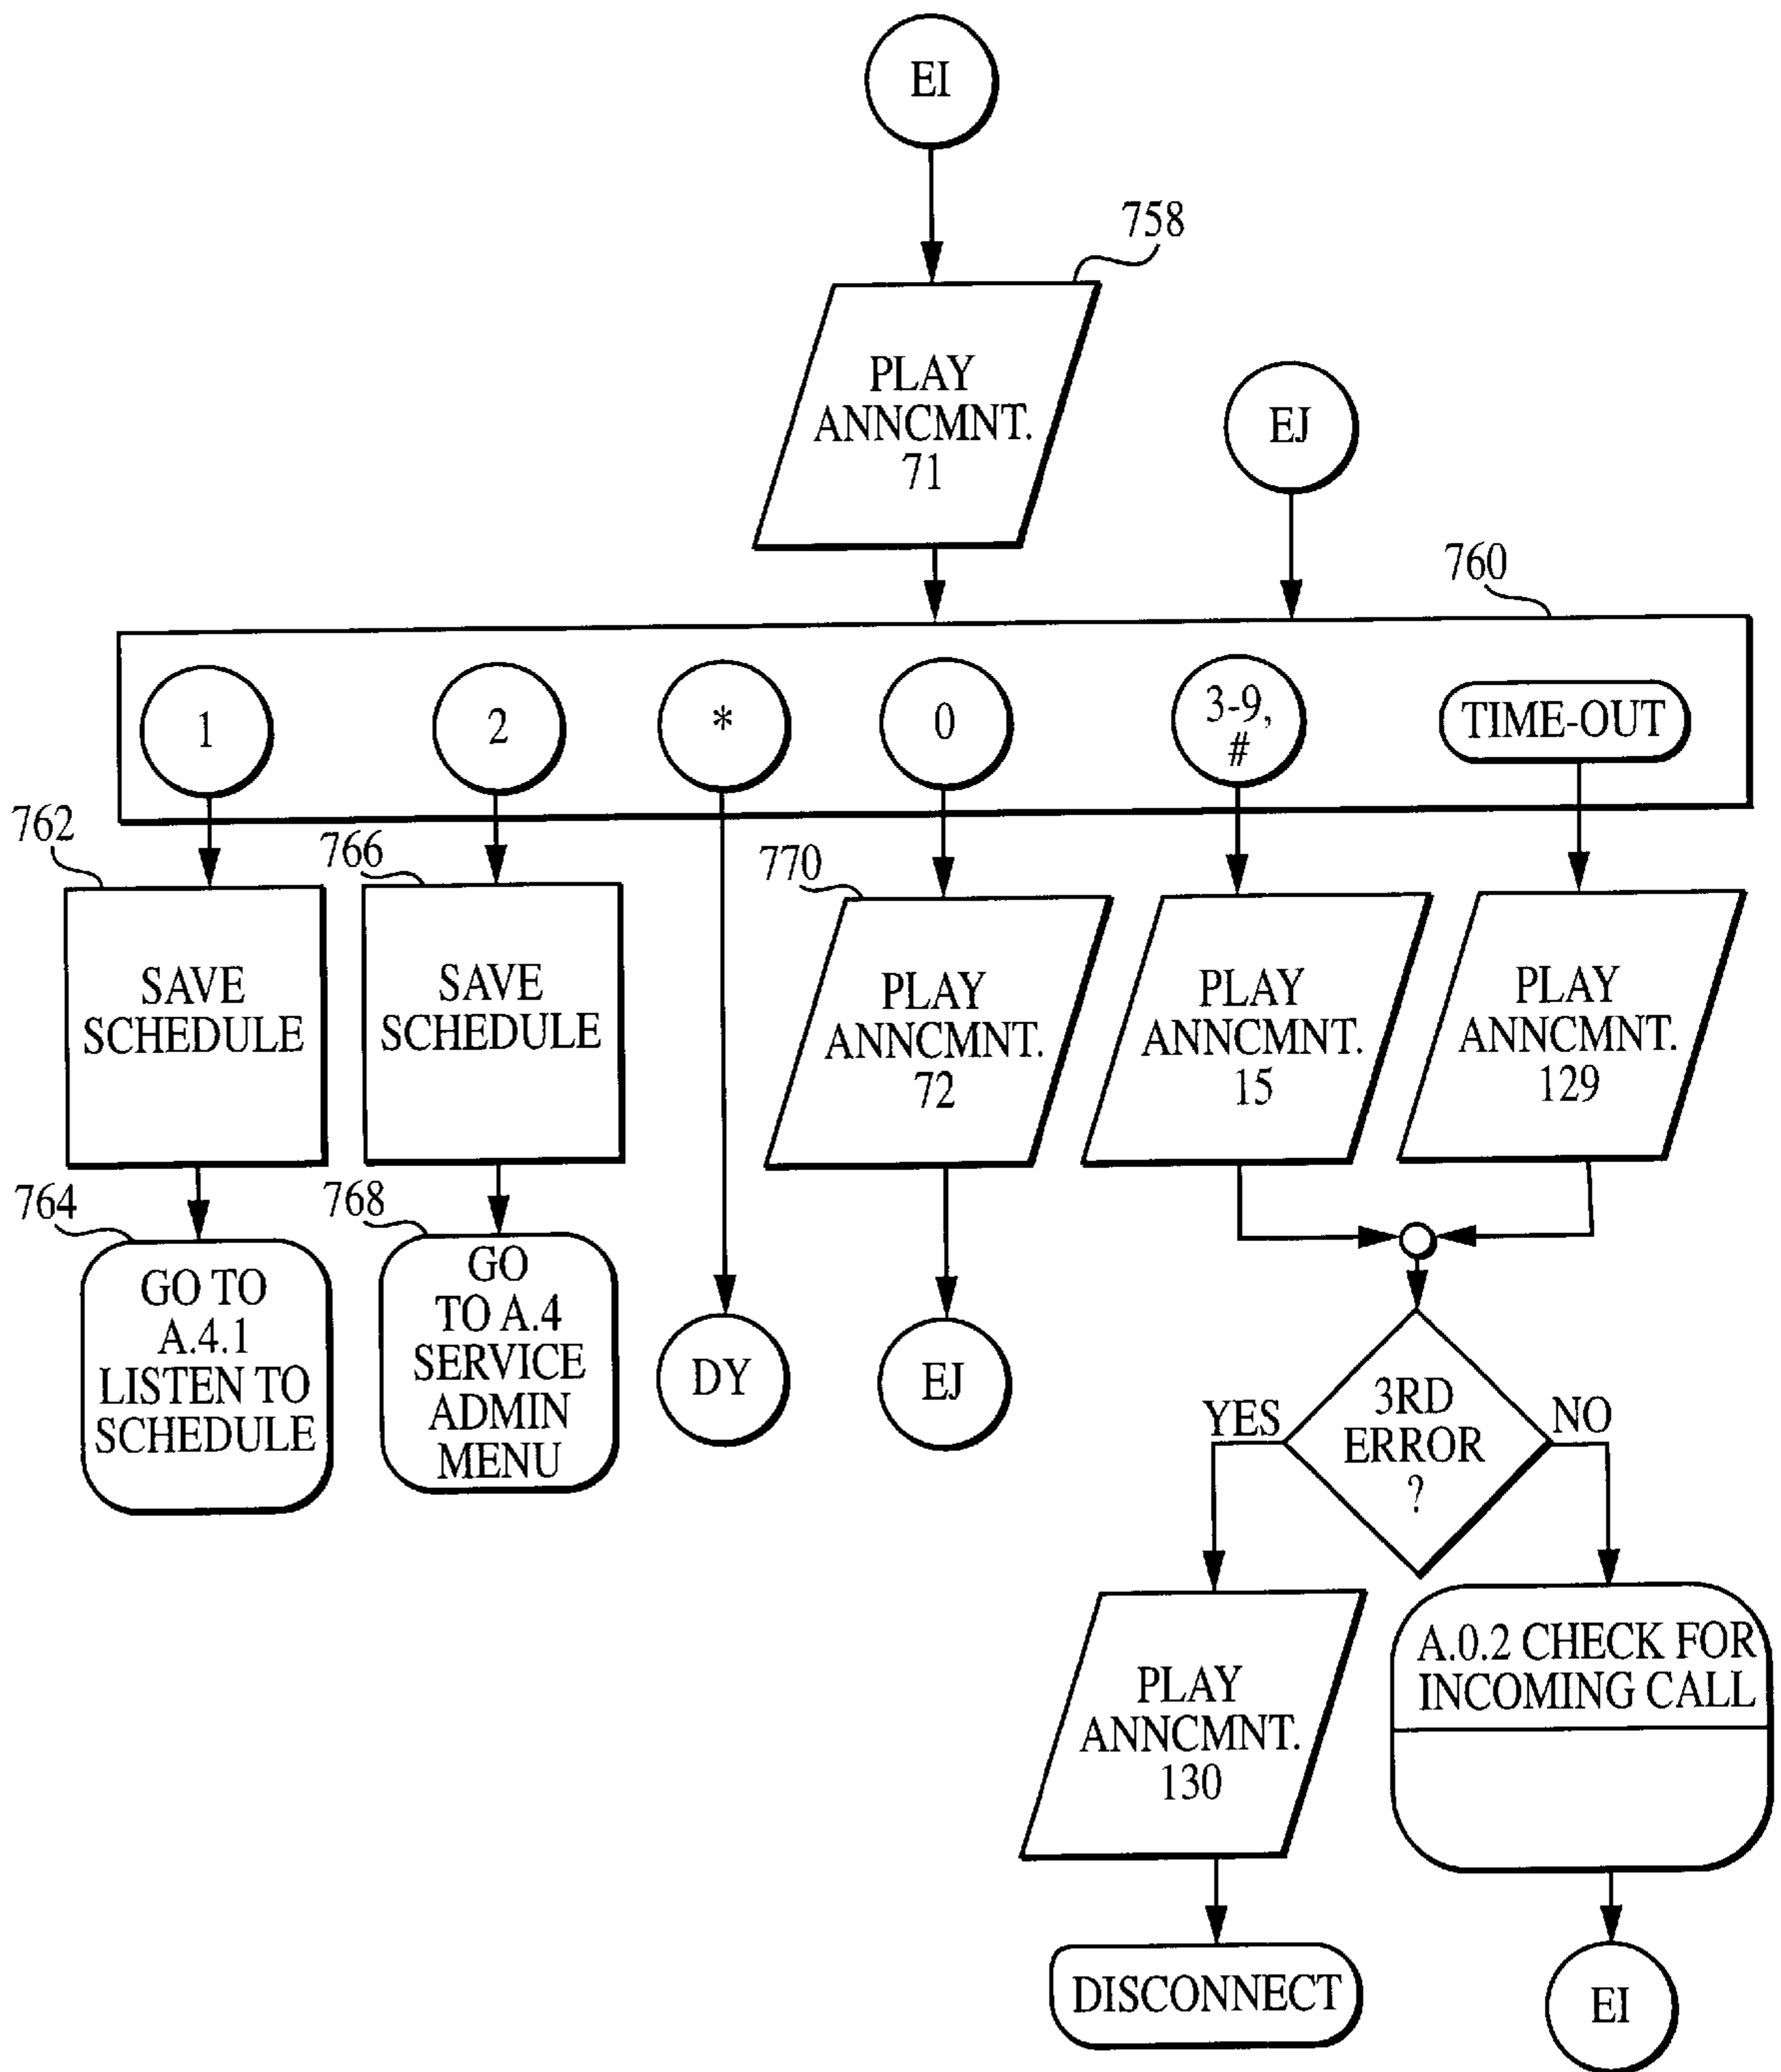 EI
758
PLAY
ANNCMNT.
71
EJ
760
1
2
*
0
3-9,
#
TIME-OUT
762
766
770
SAVE
SCHEDULE
SAVE
SCHEDULE
PLAY
ANNCMNT.
72
PLAY
ANNCMNT.
15
PLAY
ANNCMNT.
129
764
768
GO TO
A.4.1
LISTEN TO
SCHEDULE
GO
TO A.4
SERVICE
ADMIN
MENU
DY
EJ
YES
3RD
ERROR
?
NO
PLAY
ANNCMNT.
130
A.0.2 CHECK FOR
INCOMING CALL
DISCONNECT
EI